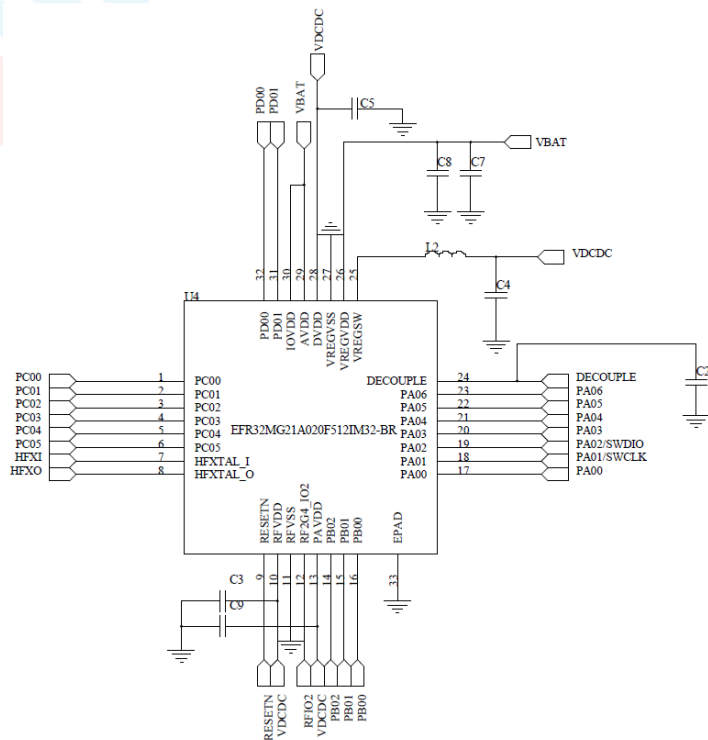 VDCDC
PD00
PD01
VBAT
C5
C8
C7
VBAT
L2
VDCDC
C4
32
31
30
29
28
27
26
25
U4
PD00
PD01
IOVDD
AVDD
DVDD
VREGVSS
VREGVDD
VREGSW
C2
PC00 1 PC00 DECOUPLE 24 DECOUPLE
PC01 2 PC01 PA06 23 PA06
PC02 3 PC02 PA05 22 PA05
PC03 4 PC03 PA04 21 PA04
PC04 5 PC04 EFR32MG21A020F512IM32-BR PA03 20 PA03
PC05 6 PC05 PA02 19 PA02/SWDIO
HFXI 7 HFXTAL_I PA01 18 PA01/SWCLK
HFXO 8 HFXTAL_O PA00 17 PA00
RESETN
RFVDD
RFVSS
RF2G4_IO2
PAVDD
PB02
PB01
PB00
EPAD
9
10
11
12
13
14
15
16
33
C3
C9
RESETN
VDCDC
RFIO2
VDCDC
PB02
PB01
PB00